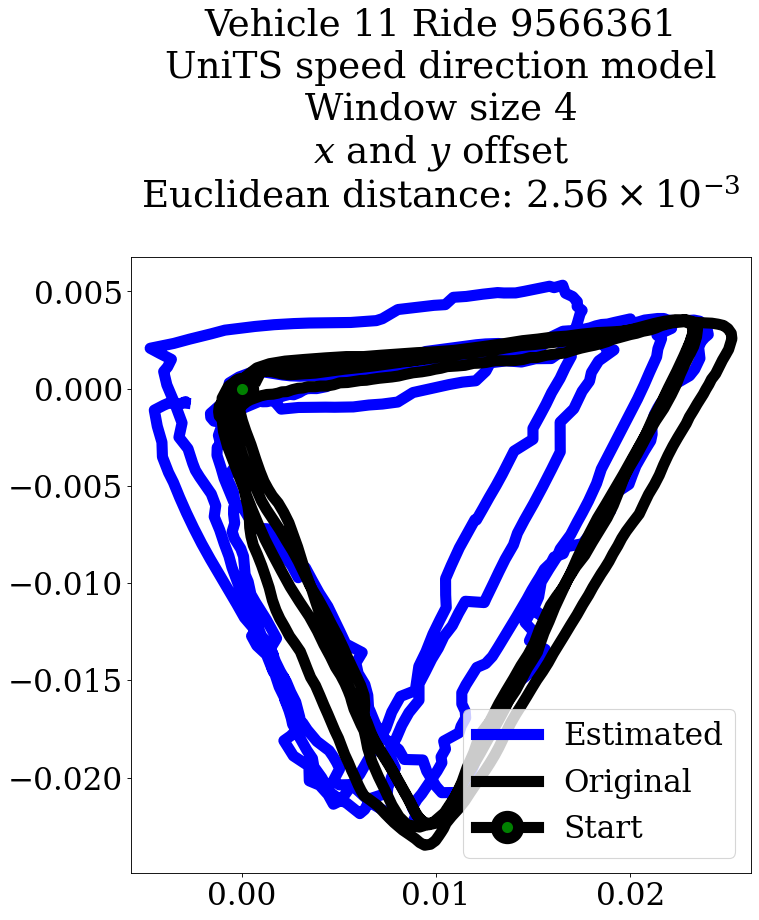 Vehicle 11 Ride 9566361
UniTS speed direction model
Window size 4
x and y offset
Euclidean distance: 2.56 × 10⁻³
0.005
0.000
−0.005
−0.010
−0.015
−0.020
0.00 0.01 0.02
Estimated
Original
Start